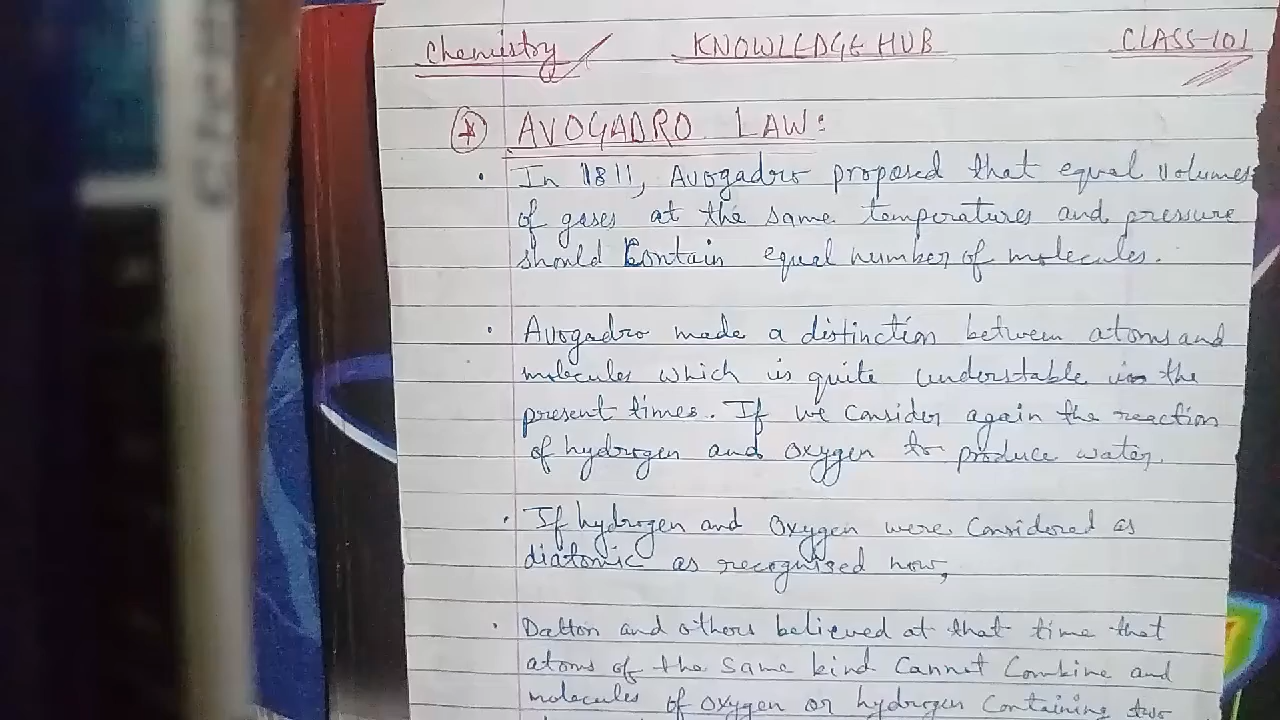 Chemistry KNOWLEDGE HUB CLASS-101
AVOGADRO LAW:
In 1811, Avogadro proposed that equal volumes
of gases at the same temperatures and pressure
should Contain equal number of molecules.
Avogadro made a distinction between atoms and
molecules which is quite understable in the
present times. If we Consider again the reaction
of hydrogen and oxygen to produce water.
If hydrogen and Oxygen were Considered as
diatomic as recognised now,
Dalton and others believed at that time that
atoms of the same kind Cannot Combine and
molecules of oxygen or hydrogen Containing two